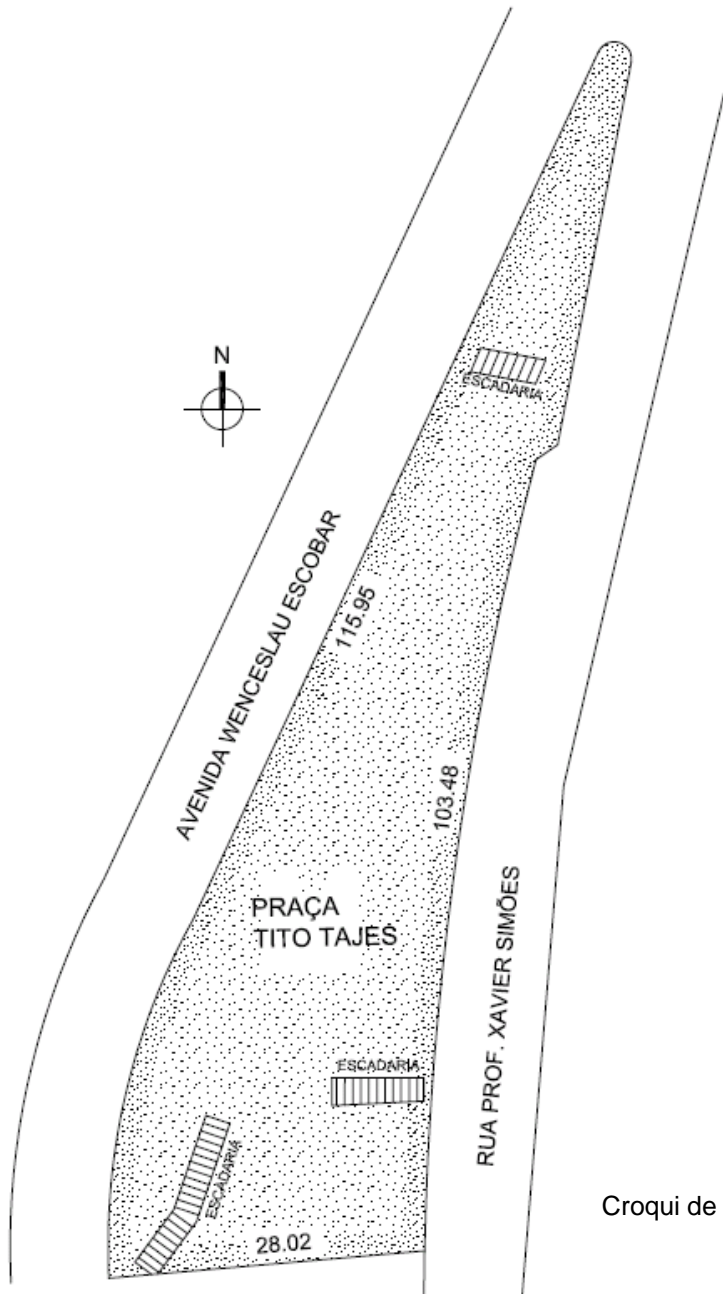 N
ESCADARIA
AVENIDA WENCESLAU ESCOBAR
115.95
103.48
PRAÇA
TITO TAJES
RUA PROF. XAVIER SIMÕES
ESCADARIA
ESCADARIA
28.02
Croqui de